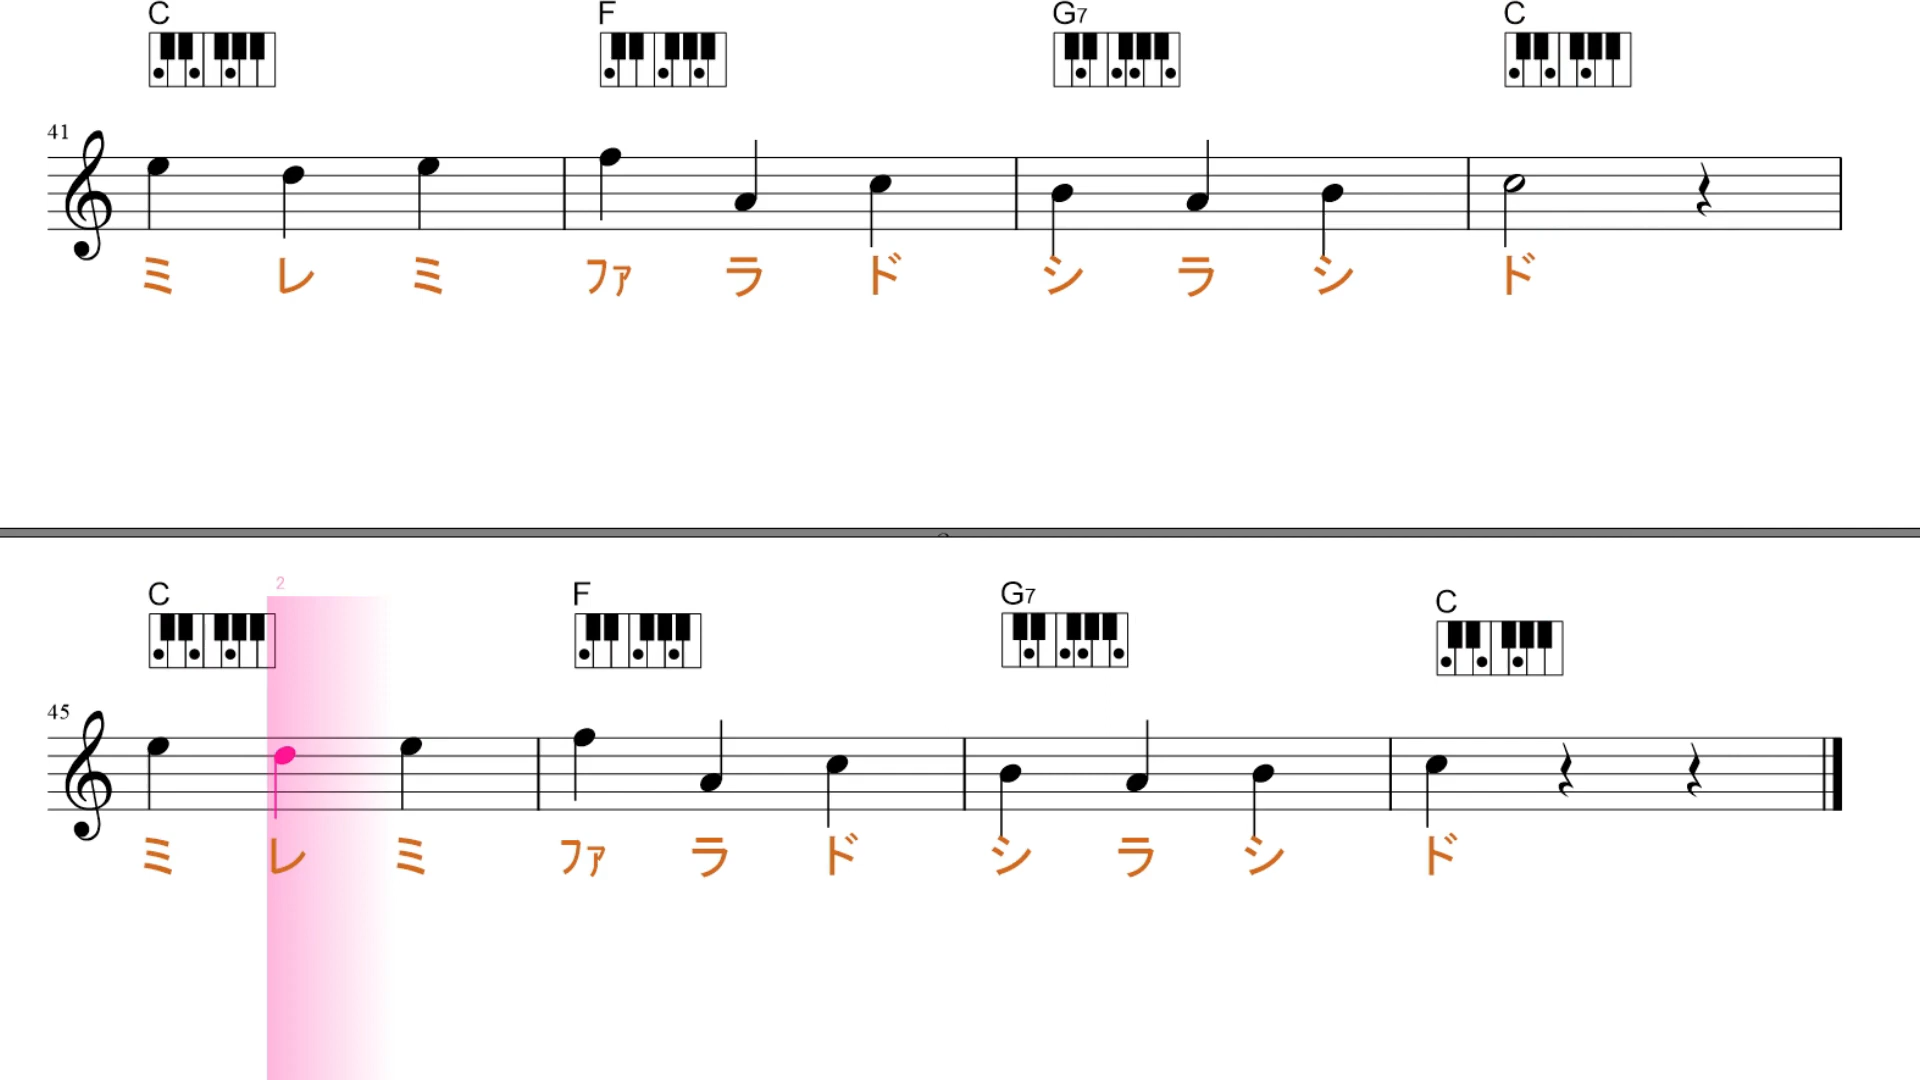 C F G7 C
41
ミ レ ミ ファ ラ ド シ ラ シ ド
2
C F G7 C
45
ミ レ ミ ファ ラ ド シ ラ シ ド